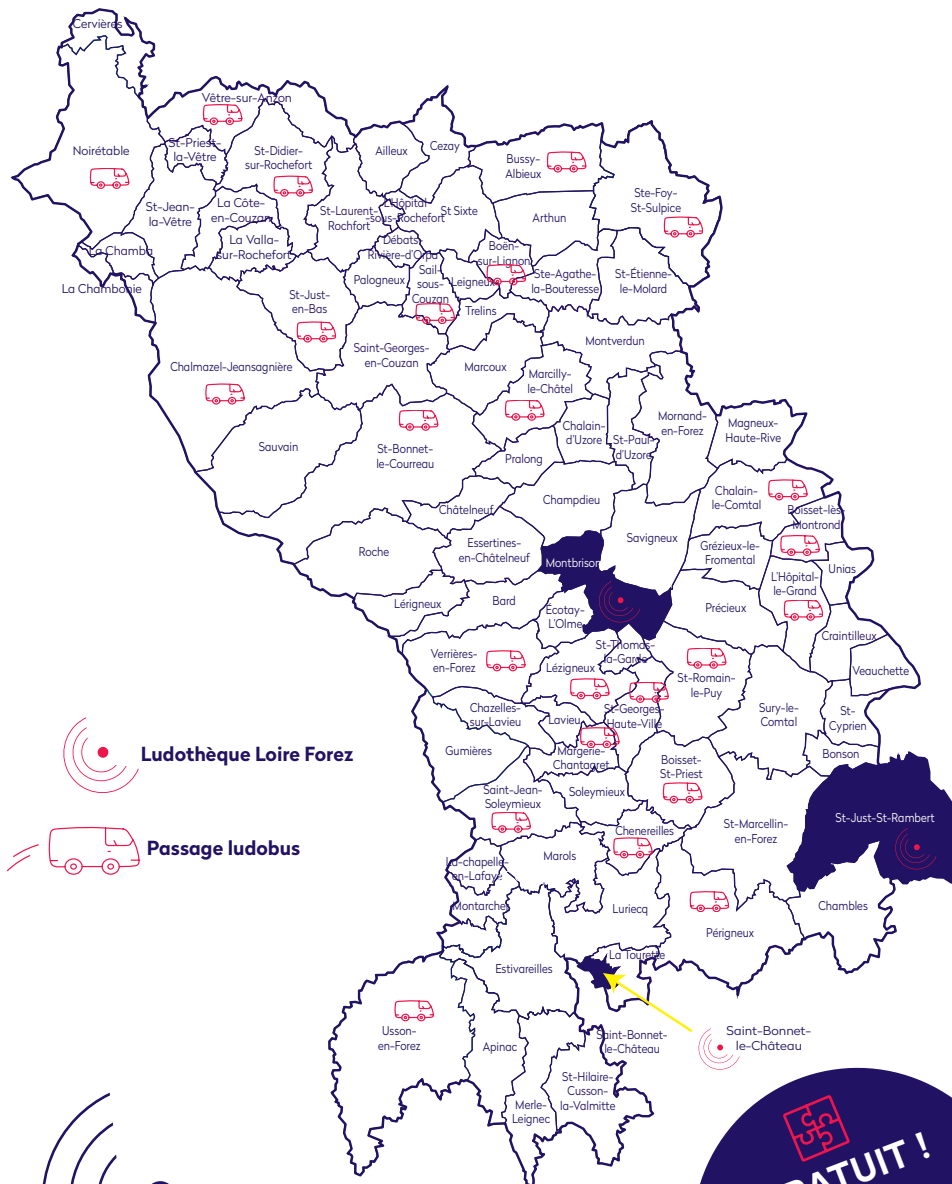 Cervières
Vêtre-sur-Anzon
Noirétable
St-Priest-
la-Vêtre
St-Didier-
sur-Rochefort
Ailleux
Cezay
Bussy-
Albieux
Ste-Foy-
St-Sulpice
St-Jean-
la-Vêtre
La Côte-
en-Couzan
St-Laurent-
Rochfort
L'Hôpital
-sous-Rochefort
St Sixte
Arthun
La Chamba
La Valla-
sur-Rochefort
Débats-
Rivière-d'Orpa
Boën-
sur-Lignon
La Chambonie
St-Just-
en-Bas
Palogneux
Sail-
sous-
Couzan
Leigneux
Ste-Agathe-
la-Bouteresse
St-Étienne-
le-Molard
Trelins
Chalmazel-Jeansagnière
Saint-Georges-
en-Couzan
Marcoux
Marcilly-
le-Châtel
Montverdun
Sauvain
St-Bonnet-
le-Courreau
Pralong
Chalain-
d'Uzore
St-Paul-
d'Uzore
Mornand-
en-Forez
Magneux-
Haute-Rive
Châtelneuf
Champdieu
Chalain-
le-Comtal
Boisset-lès-
Montrond
Roche
Essertines-
en-Châtelneuf
Montbrison
Savigneux
Grézieux-le-
Fromental
L'Hôpital-
le-Grand
Unias
Lérigneux
Bard
Écotay-
L'Olme
Précieux
Craintilleux
Verrières-
en-Forez
Lézigneux
St-Thomas-
la-Garde
St-Romain-
le-Puy
Veauchette
Chazelles-
sur-Lavieu
Lavieu
St-Georges-
Haute-Ville
Sury-le-
Comtal
St-
Cyprien
Gumières
Margerie-
Chantagret
Boisset-
St-Priest
Bonson
Ludothèque Loire Forez
Saint-Jean-
Soleymieux
Soleymieux
St-Marcellin-
en-Forez
St-Just-St-Rambert
Passage ludobus
La-chapelle-
en-Lafaye
Marols
Chenereilles
Montarcher
Luriecq
Périgneux
Chambles
Estivareilles
La Tourette
Usson-
en-Forez
Apinac
Saint-Bonnet-
le-Château
Saint-Bonnet-
le-Château
Merle-
Leignec
St-Hilaire-
Cusson-
la-Valmitte